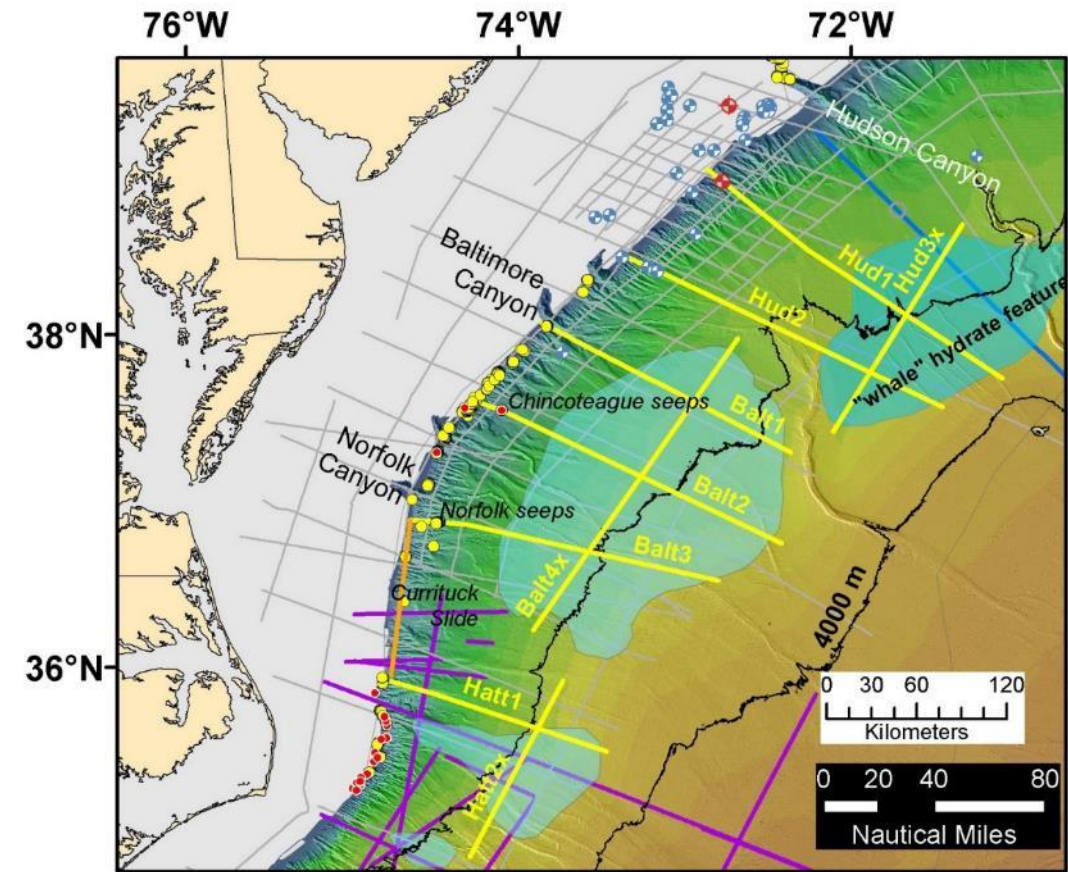 76°W
74°W
72°W
38°N
36°N
Hudson Canyon
Baltimore
Canyon
Hud1
Hud3x
Hud2
"whale" hydrate feature
Chincoteague seeps
Balt1
Norfolk
Canyon
Balt2
Norfolk seeps
Balt3
Balt4x
Currituck
Slide
4000 m
Hatt1
Hatt2x
0 30 60 120
Kilometers
0 20 40 80
Nautical Miles